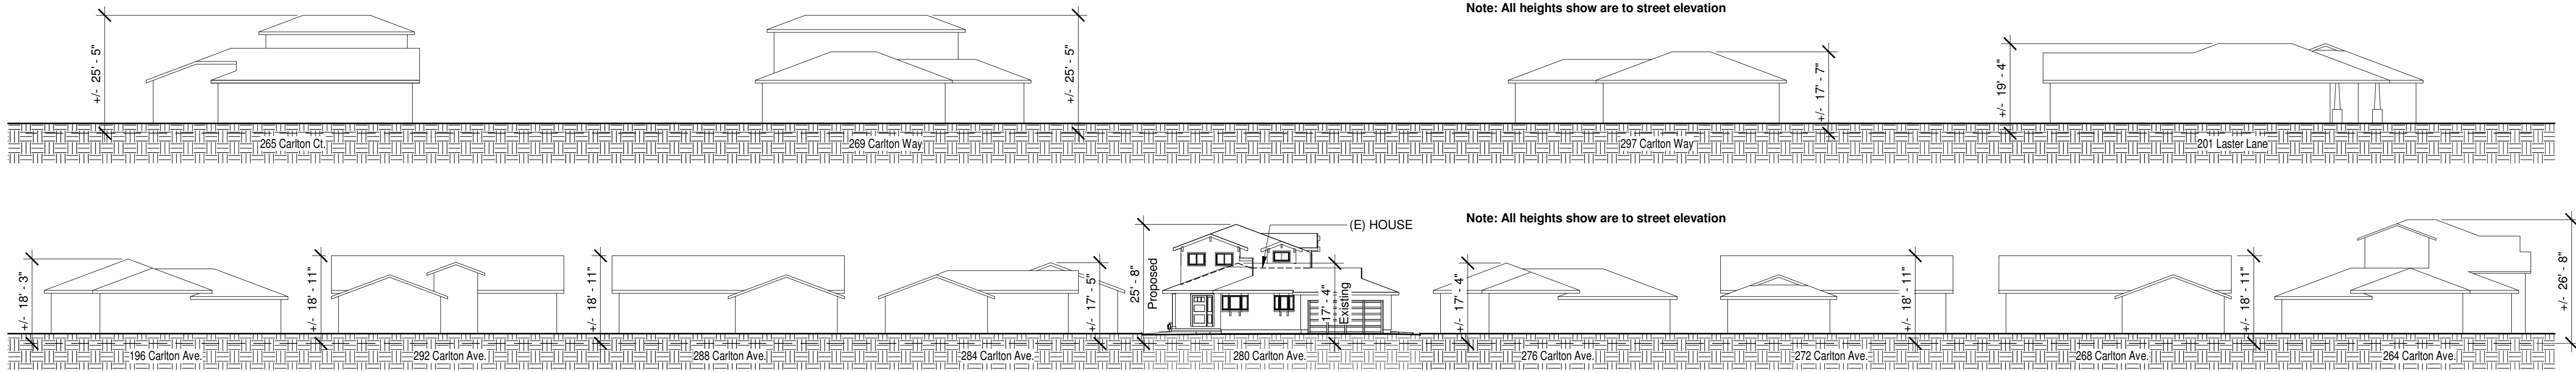 Note: All heights show are to street elevation
+/- 25' - 5"
+/- 25' - 5"
+/- 17' - 7"
+/- 19' - 4"
265 Carlton Ct.
269 Carlton Way
297 Carlton Way
201 Laster Lane
Note: All heights show are to street elevation
(E) HOUSE
+/- 18' - 3"
+/- 18' - 11"
+/- 18' - 11"
+/- 17' - 5"
25' - 8"
Proposed
17' - 4"
Existing
+/- 17' - 4"
+/- 18' - 11"
+/- 18' - 11"
+/- 26' - 8"
196 Carlton Ave.
292 Carlton Ave.
288 Carlton Ave.
284 Carlton Ave.
280 Carlton Ave.
276 Carlton Ave.
272 Carlton Ave.
268 Carlton Ave.
264 Carlton Ave.